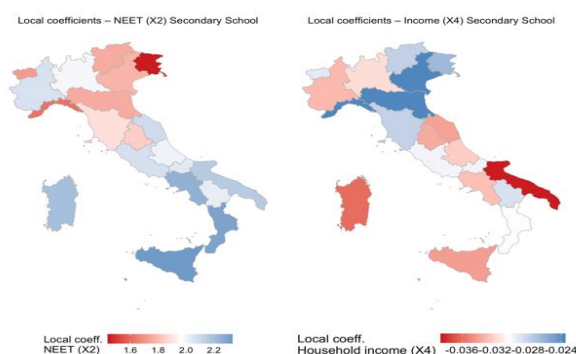 Local coefficients – NEET (X2) Secondary School
Local coefficients – Income (X4) Secondary School
Local coeff.
NEET (X2)
1.6 1.8 2.0 2.2
Local coeff.
Household income (X4)
-0.036-0.032-0.028-0.024